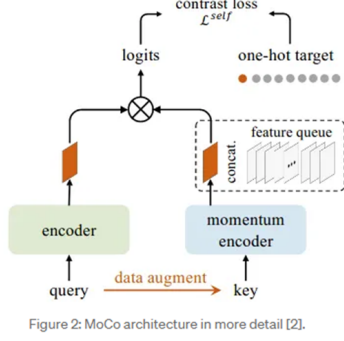 contrast loss
ℒ^self
logits
one-hot target
feature queue
concat.
...
encoder
momentum
encoder
data augment
query
key
Figure 2: MoCo architecture in more detail [2].